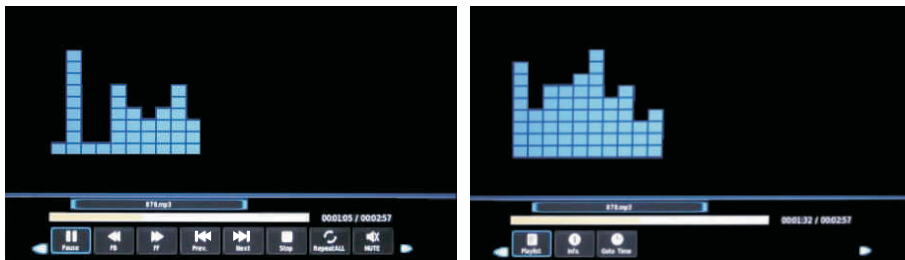 878.mp3
00:01:05 / 00:02:57
Pause FB FF Prev. Next Stop RepeatALL MUTE
878.mp3
00:01:32 / 00:02:57
Playlist Info. Goto Time